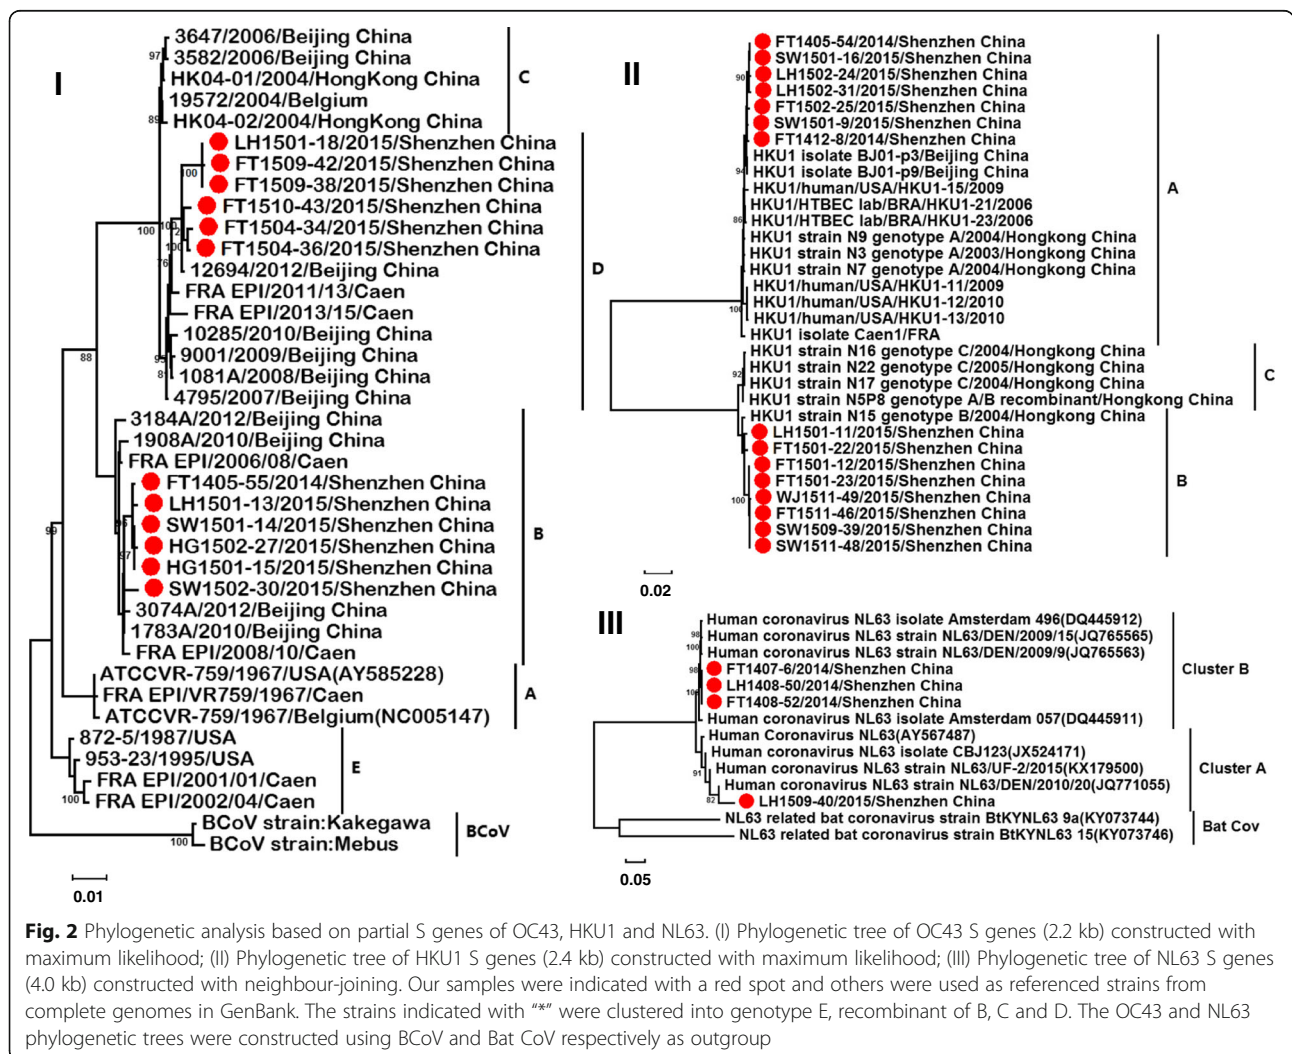 I
3647/2006/Beijing China
3582/2006/Beijing China
HK04-01/2004/HongKong China
19572/2004/Belgium
HK04-02/2004/HongKong China
C
LH1501-18/2015/Shenzhen China
FT1509-42/2015/Shenzhen China
FT1509-38/2015/Shenzhen China
FT1510-43/2015/Shenzhen China
FT1504-34/2015/Shenzhen China
FT1504-36/2015/Shenzhen China
12694/2012/Beijing China
FRA EPI/2011/13/Caen
FRA EPI/2013/15/Caen
10285/2010/Beijing China
9001/2009/Beijing China
1081A/2008/Beijing China
4795/2007/Beijing China
D
3184A/2012/Beijing China
1908A/2010/Beijing China
FRA EPI/2006/08/Caen
FT1405-55/2014/Shenzhen China
LH1501-13/2015/Shenzhen China
SW1501-14/2015/Shenzhen China
HG1502-27/2015/Shenzhen China
HG1501-15/2015/Shenzhen China
SW1502-30/2015/Shenzhen China
3074A/2012/Beijing China
1783A/2010/Beijing China
FRA EPI/2008/10/Caen
B
ATCCVR-759/1967/USA(AY585228)
FRA EPI/VR759/1967/Caen
ATCCVR-759/1967/Belgium(NC005147)
A
872-5/1987/USA
953-23/1995/USA
FRA EPI/2001/01/Caen
FRA EPI/2002/04/Caen
E
BCoV strain:Kakegawa
BCoV strain:Mebus
BCoV
97
89
100
100
100
76
88
97
99
100
100
0.01
II
FT1405-54/2014/Shenzhen China
SW1501-16/2015/Shenzhen China
LH1502-24/2015/Shenzhen China
LH1502-31/2015/Shenzhen China
FT1502-25/2015/Shenzhen China
SW1501-9/2015/Shenzhen China
FT1412-8/2014/Shenzhen China
HKU1 isolate BJ01-p3/Beijing China
HKU1 isolate BJ01-p9/Beijing China
HKU1/human/USA/HKU1-15/2009
HKU1/HTBEC lab/BRA/HKU1-21/2006
HKU1/HTBEC lab/BRA/HKU1-23/2006
HKU1 strain N9 genotype A/2004/Hongkong China
HKU1 strain N3 genotype A/2003/Hongkong China
HKU1 strain N7 genotype A/2004/Hongkong China
HKU1/human/USA/HKU1-11/2009
HKU1/human/USA/HKU1-12/2010
HKU1/human/USA/HKU1-13/2010
HKU1 isolate Caen1/FRA
A
HKU1 strain N16 genotype C/2004/Hongkong China
HKU1 strain N22 genotype C/2005/Hongkong China
HKU1 strain N17 genotype C/2004/Hongkong China
HKU1 strain N5P8 genotype A/B recombinant/Hongkong China
C
HKU1 strain N15 genotype B/2004/Hongkong China
LH1501-11/2015/Shenzhen China
FT1501-22/2015/Shenzhen China
FT1501-12/2015/Shenzhen China
FT1501-23/2015/Shenzhen China
WJ1511-49/2015/Shenzhen China
FT1511-46/2015/Shenzhen China
SW1509-39/2015/Shenzhen China
SW1511-48/2015/Shenzhen China
B
90
94
86
100
92
100
0.02
III
Human coronavirus NL63 isolate Amsterdam 496(DQ445912)
Human coronavirus NL63 strain NL63/DEN/2009/15(JQ765565)
Human coronavirus NL63 strain NL63/DEN/2009/9(JQ765563)
FT1407-6/2014/Shenzhen China
LH1408-50/2014/Shenzhen China
FT1408-52/2014/Shenzhen China
Human coronavirus NL63 isolate Amsterdam 057(DQ445911)
Cluster B
Human Coronavirus NL63(AY567487)
Human coronavirus NL63 isolate CBJ123(JX524171)
Human coronavirus NL63 strain NL63/UF-2/2015(KX179500)
Human coronavirus NL63 strain NL63/DEN/2010/20(JQ771055)
LH1509-40/2015/Shenzhen China
Cluster A
NL63 related bat coronavirus strain BtKYNL63 9a(KY073744)
NL63 related bat coronavirus strain BtKYNL63 15(KY073746)
Bat Cov
98
100
98
91
82
0.05
Fig. 2 Phylogenetic analysis based on partial S genes of OC43, HKU1 and NL63. (I) Phylogenetic tree of OC43 S genes (2.2 kb) constructed with
maximum likelihood; (II) Phylogenetic tree of HKU1 S genes (2.4 kb) constructed with maximum likelihood; (III) Phylogenetic tree of NL63 S genes
(4.0 kb) constructed with neighbour-joining. Our samples were indicated with a red spot and others were used as referenced strains from
complete genomes in GenBank. The strains indicated with “*” were clustered into genotype E, recombinant of B, C and D. The OC43 and NL63
phylogenetic trees were constructed using BCoV and Bat CoV respectively as outgroup